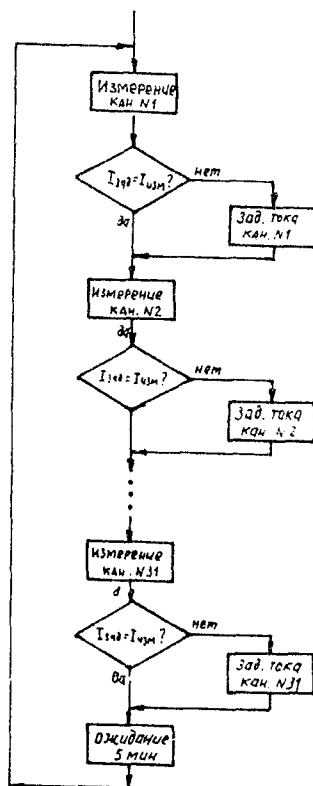 Измерение
кан. N1
Iзад=Iизм?
нет
да
Зад. тока
кан. N1
Измерение
кан. N2
да
Iзад=Iизм?
нет
Зад. тока
кан. N2
Измерение
кан. N31
д
Iзад=Iизм?
нет
да
Зад. тока
кан. N31
Ожидание
5 мин